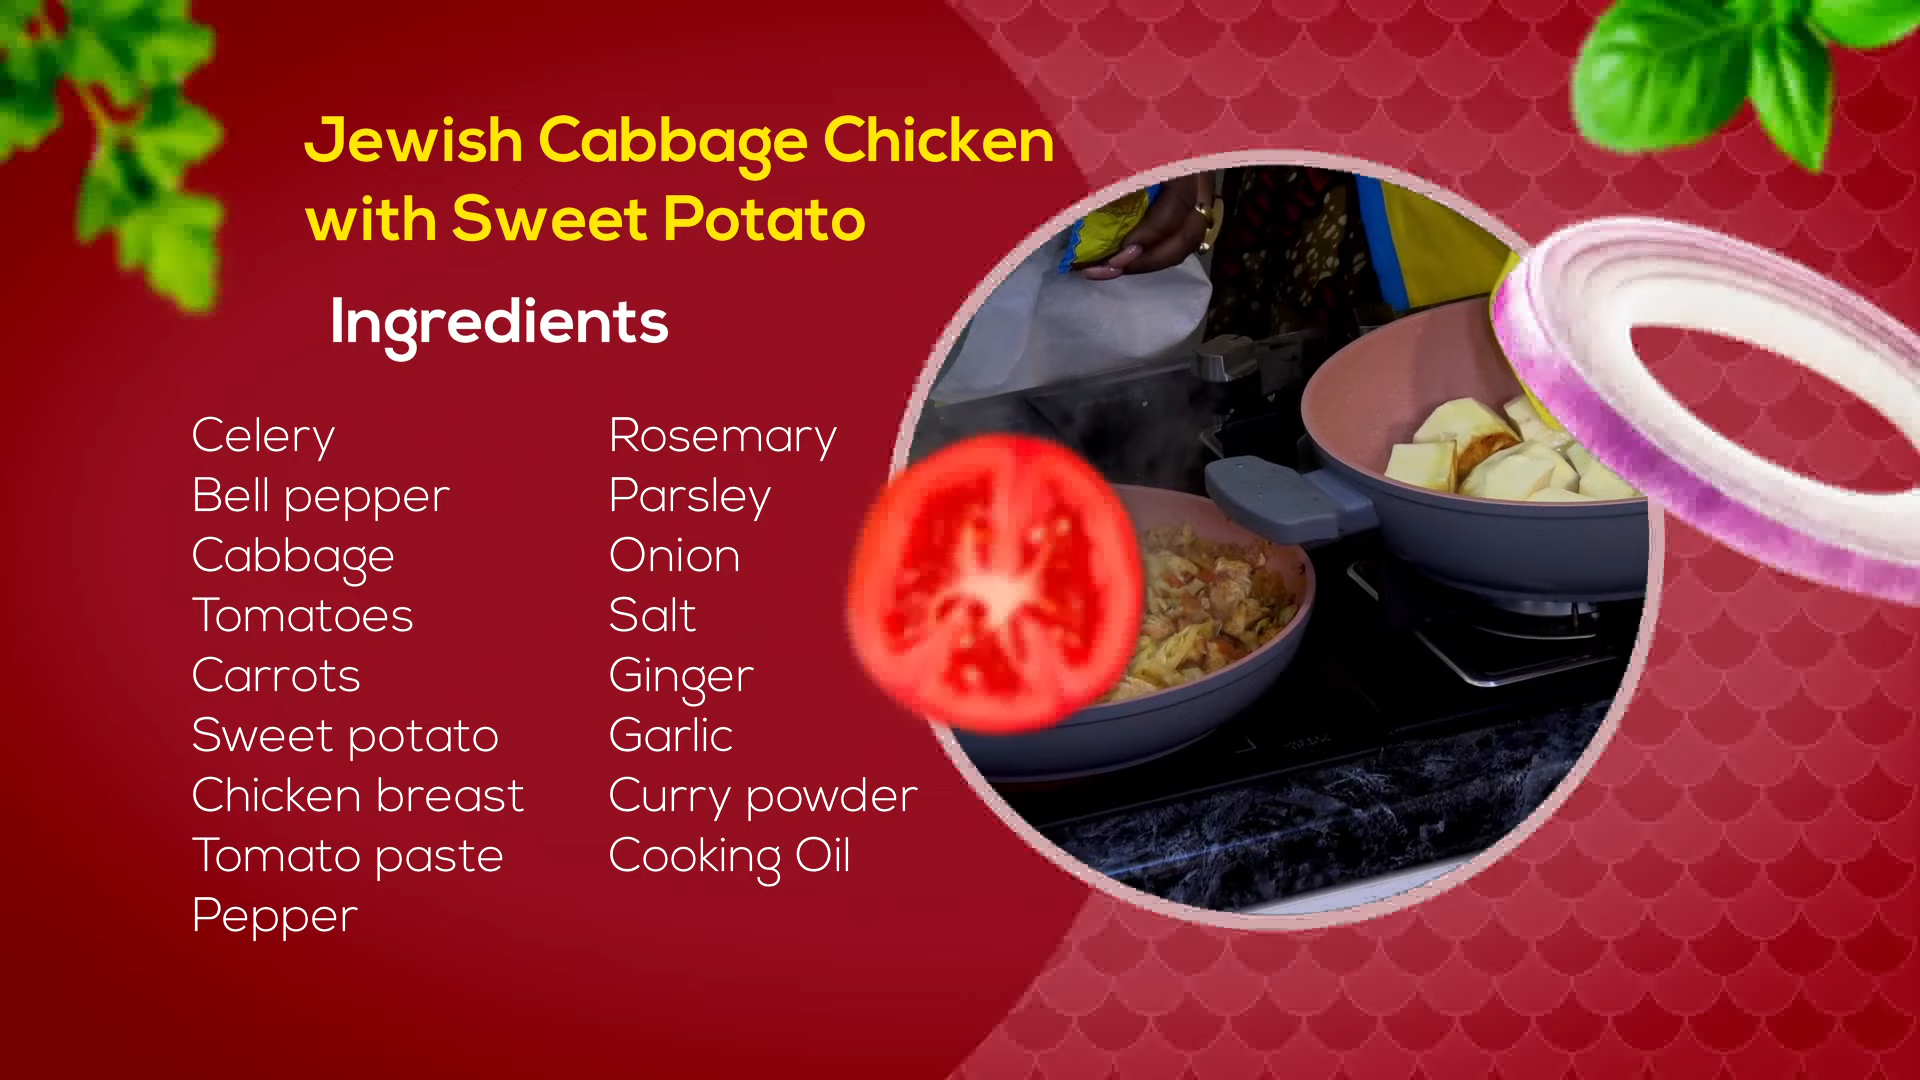 Jewish Cabbage Chicken
with Sweet Potato
Ingredients
Celery
Bell pepper
Cabbage
Tomatoes
Carrots
Sweet potato
Chicken breast
Tomato paste
Pepper
Rosemary
Parsley
Onion
Salt
Ginger
Garlic
Curry powder
Cooking Oil